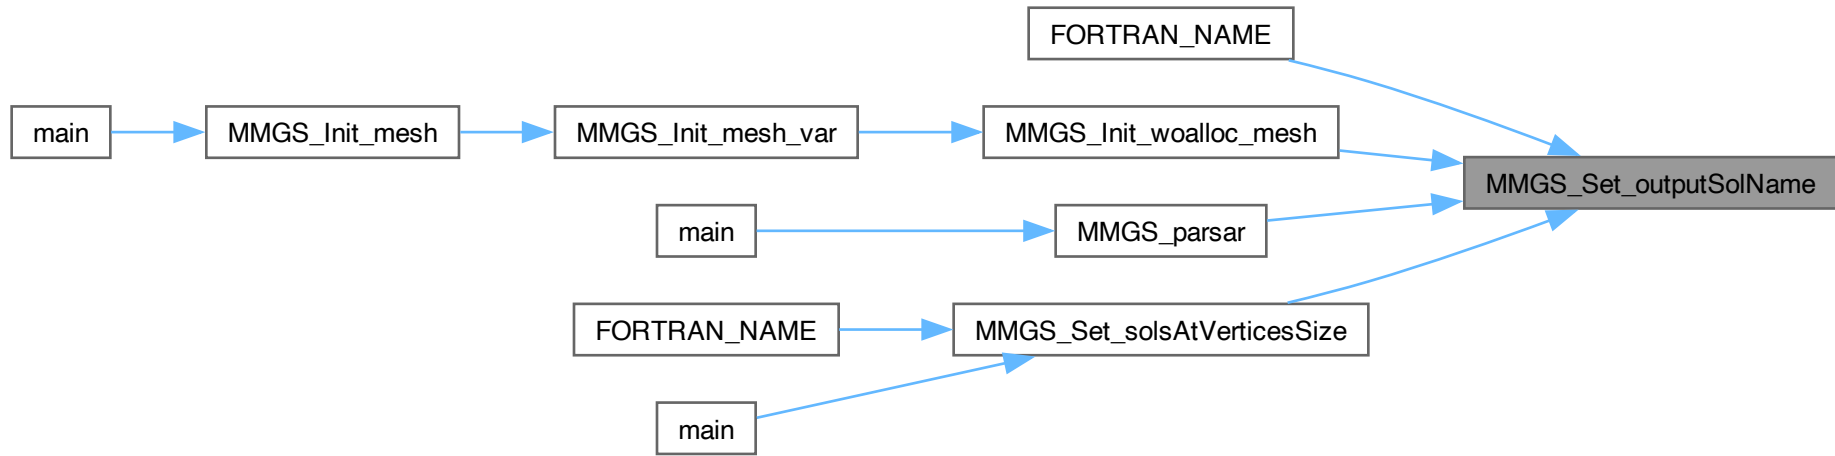 FORTRAN_NAME
main
MMGS_Init_mesh
MMGS_Init_mesh_var
MMGS_Init_woalloc_mesh
MMGS_Set_outputSolName
main
MMGS_parsar
FORTRAN_NAME
MMGS_Set_solsAtVerticesSize
main